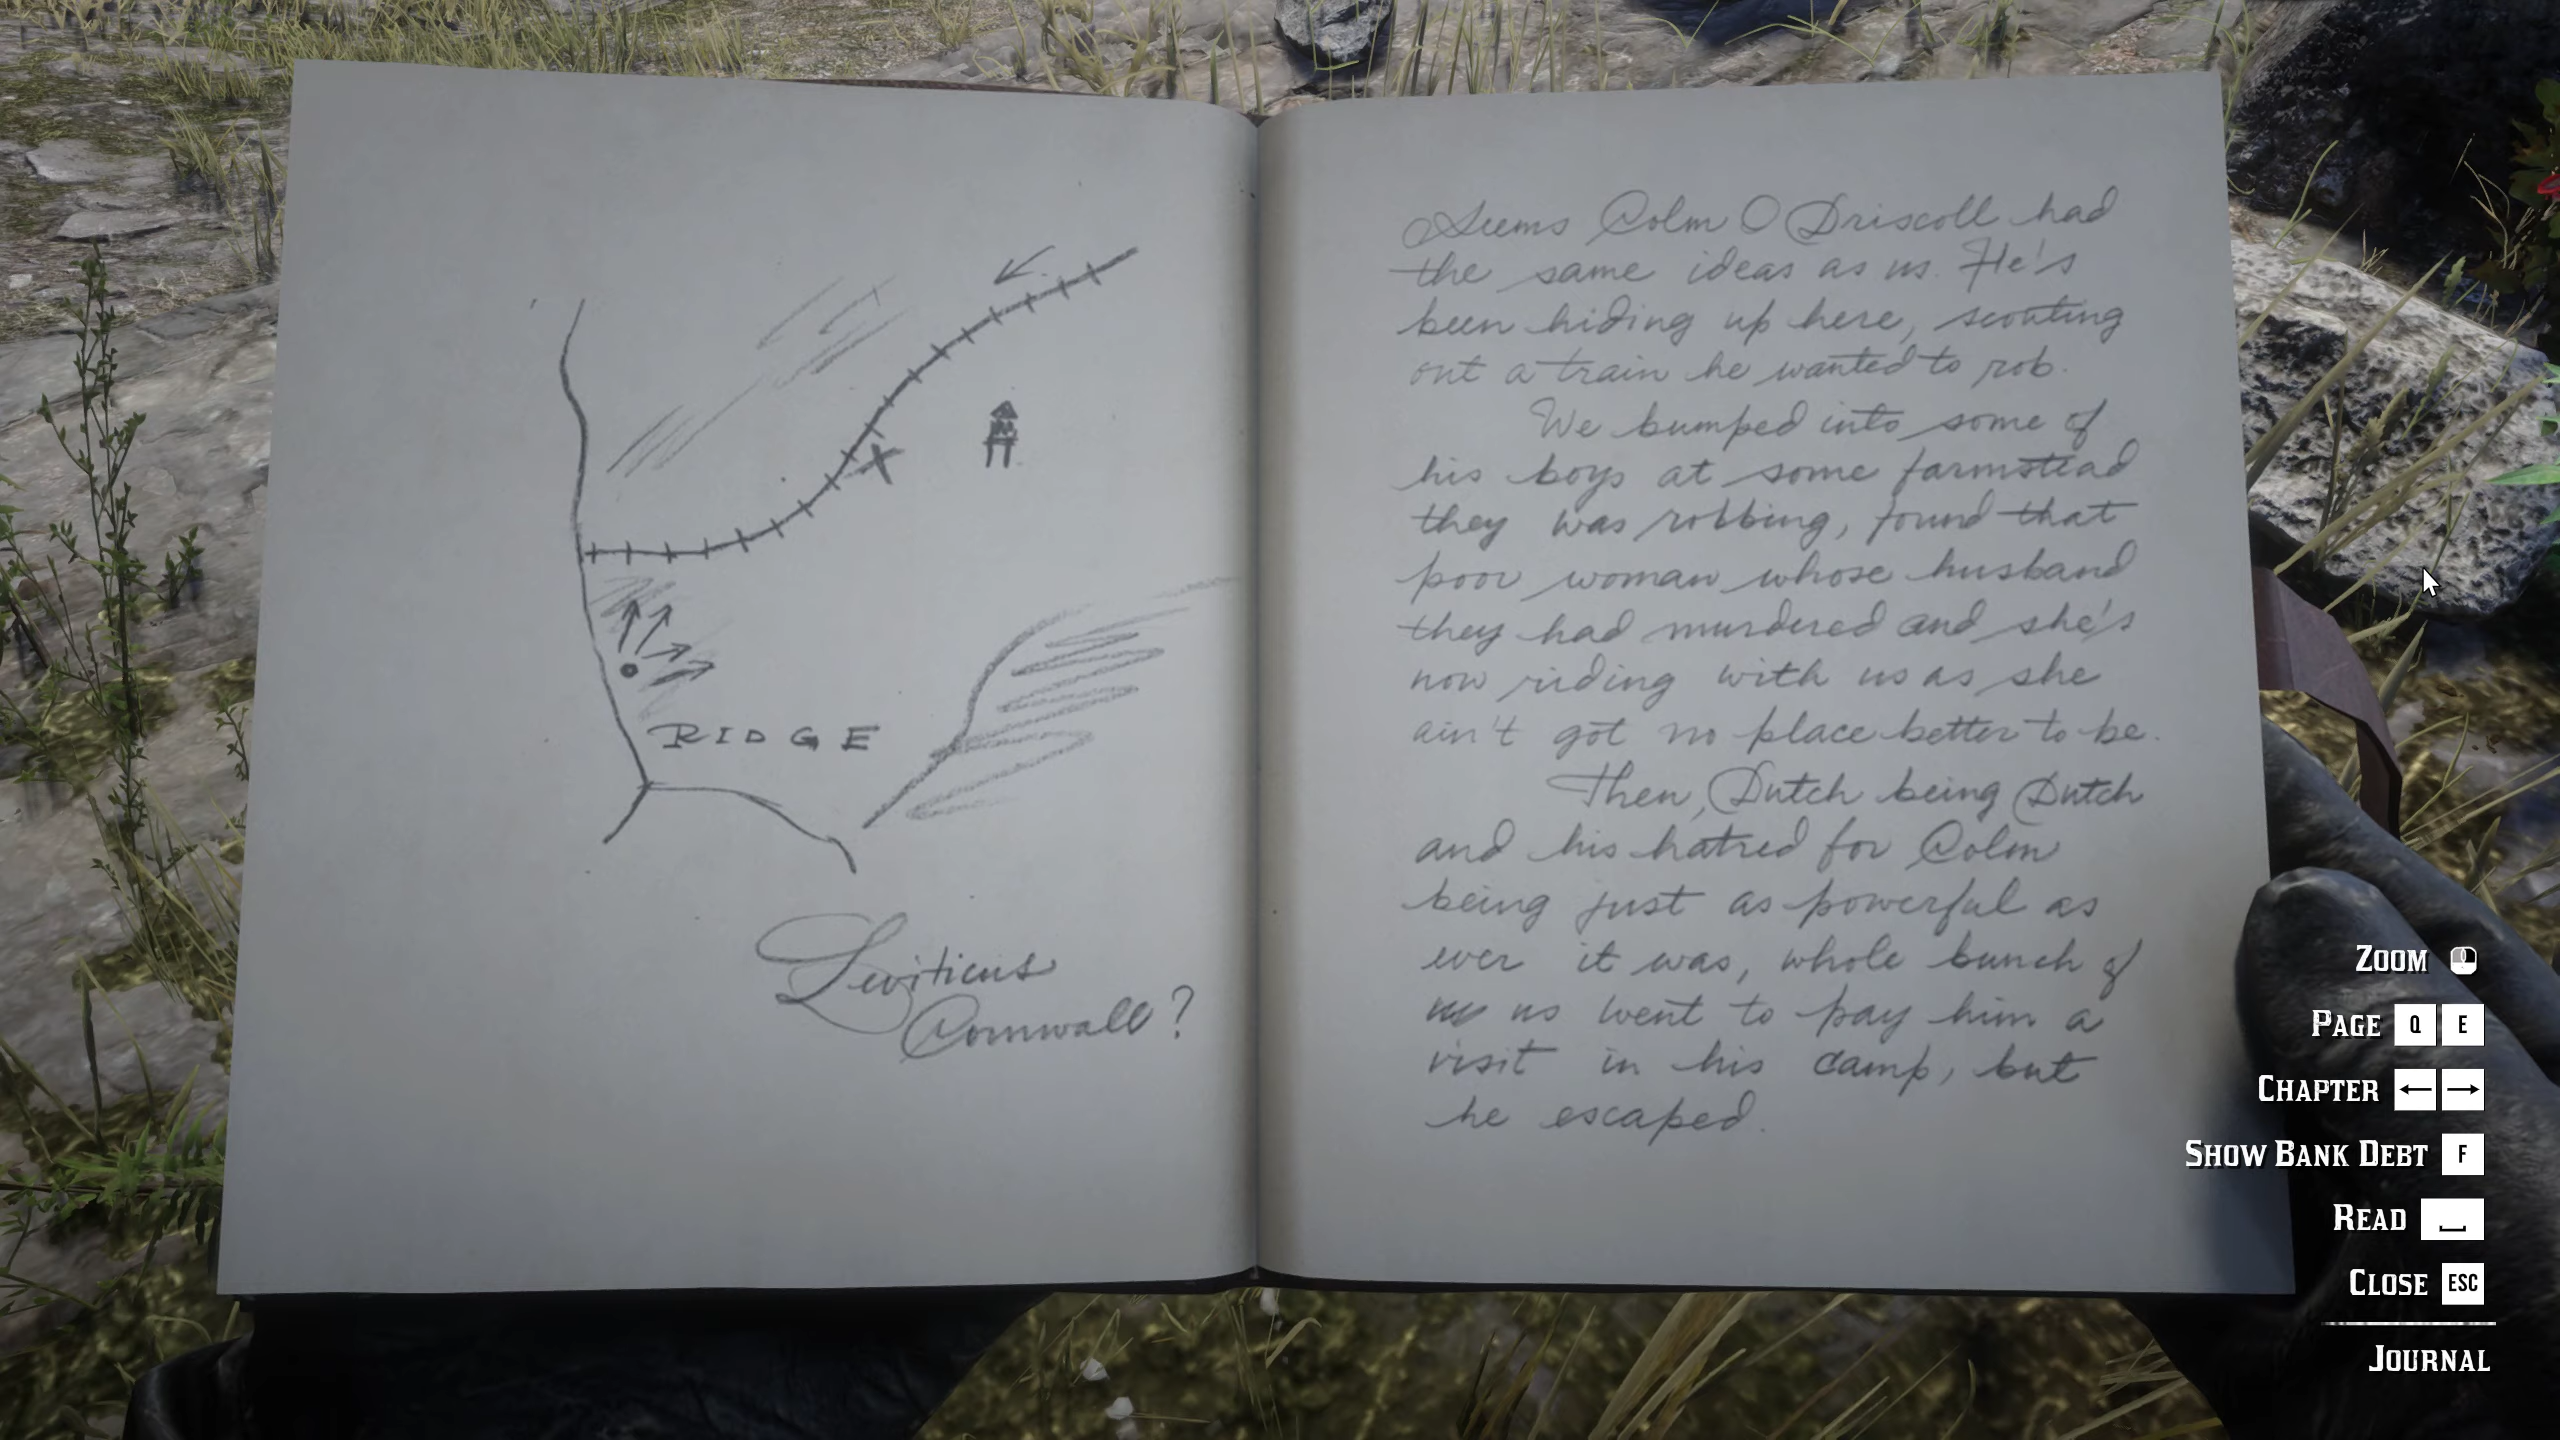 RIDGE
Leviticus
Cornwall?
Seems Colm O Driscoll had
the same ideas as us. He's
been hiding up here, scouting
out a train he wanted to rob.
We bumped into some of
his boys at some farmstead
they was robbing, found that
poor woman whose husband
they had murdered and she's
now riding with us as she
ain't got no place better to be.
Then, Dutch being Dutch
and his hatred for Colm
being just as powerful as
ever it was, whole bunch of
us went to pay him a
visit in his camp, but
he escaped.
ZOOM
PAGE Q E
CHAPTER ← →
SHOW BANK DEBT F
READ
CLOSE ESC
JOURNAL